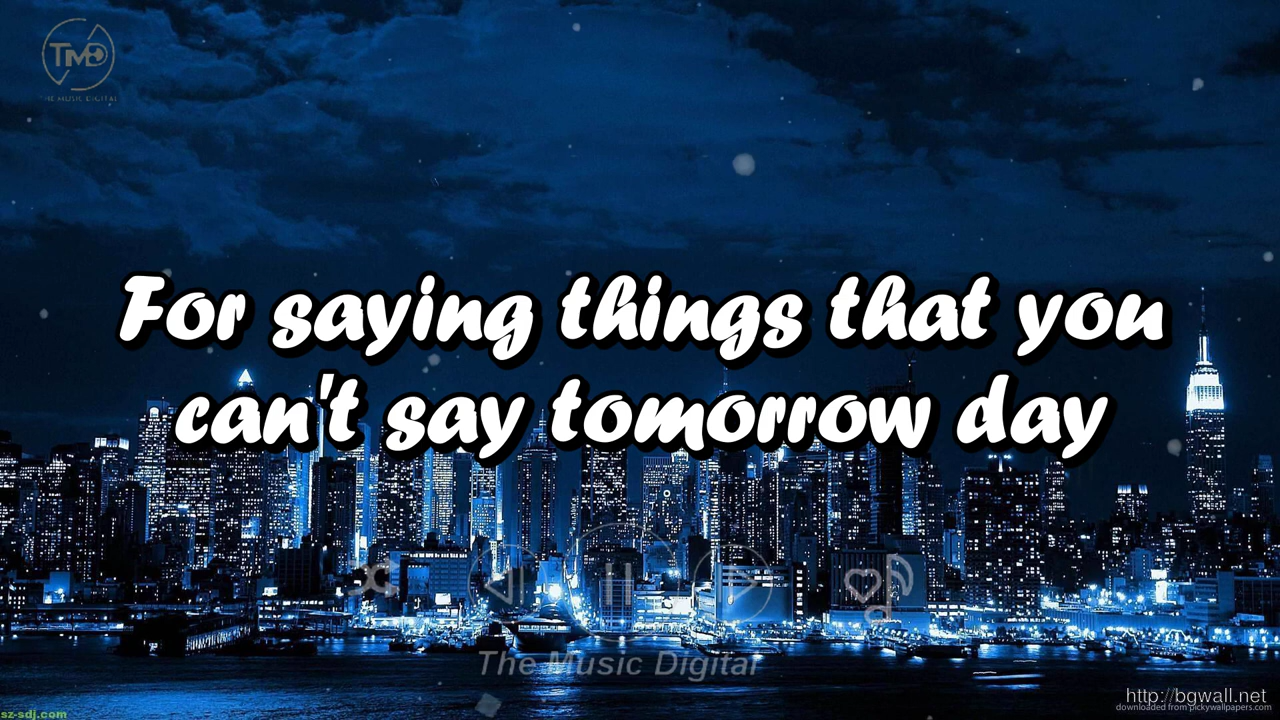 TMD
THE MUSIC DIGITAL
For saying things that you
can't say tomorrow day
The Music Digital
http://bgwall.net
downloaded from pickywallpapers.com
sz-sdj.com